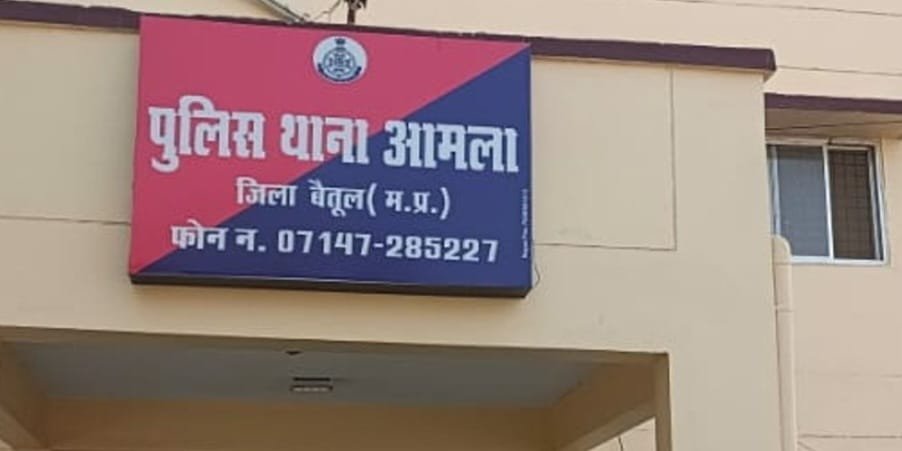 पुलिस थाना आमला
जिला बैतूल( म.प्र.)
फोन न. 07147-285227